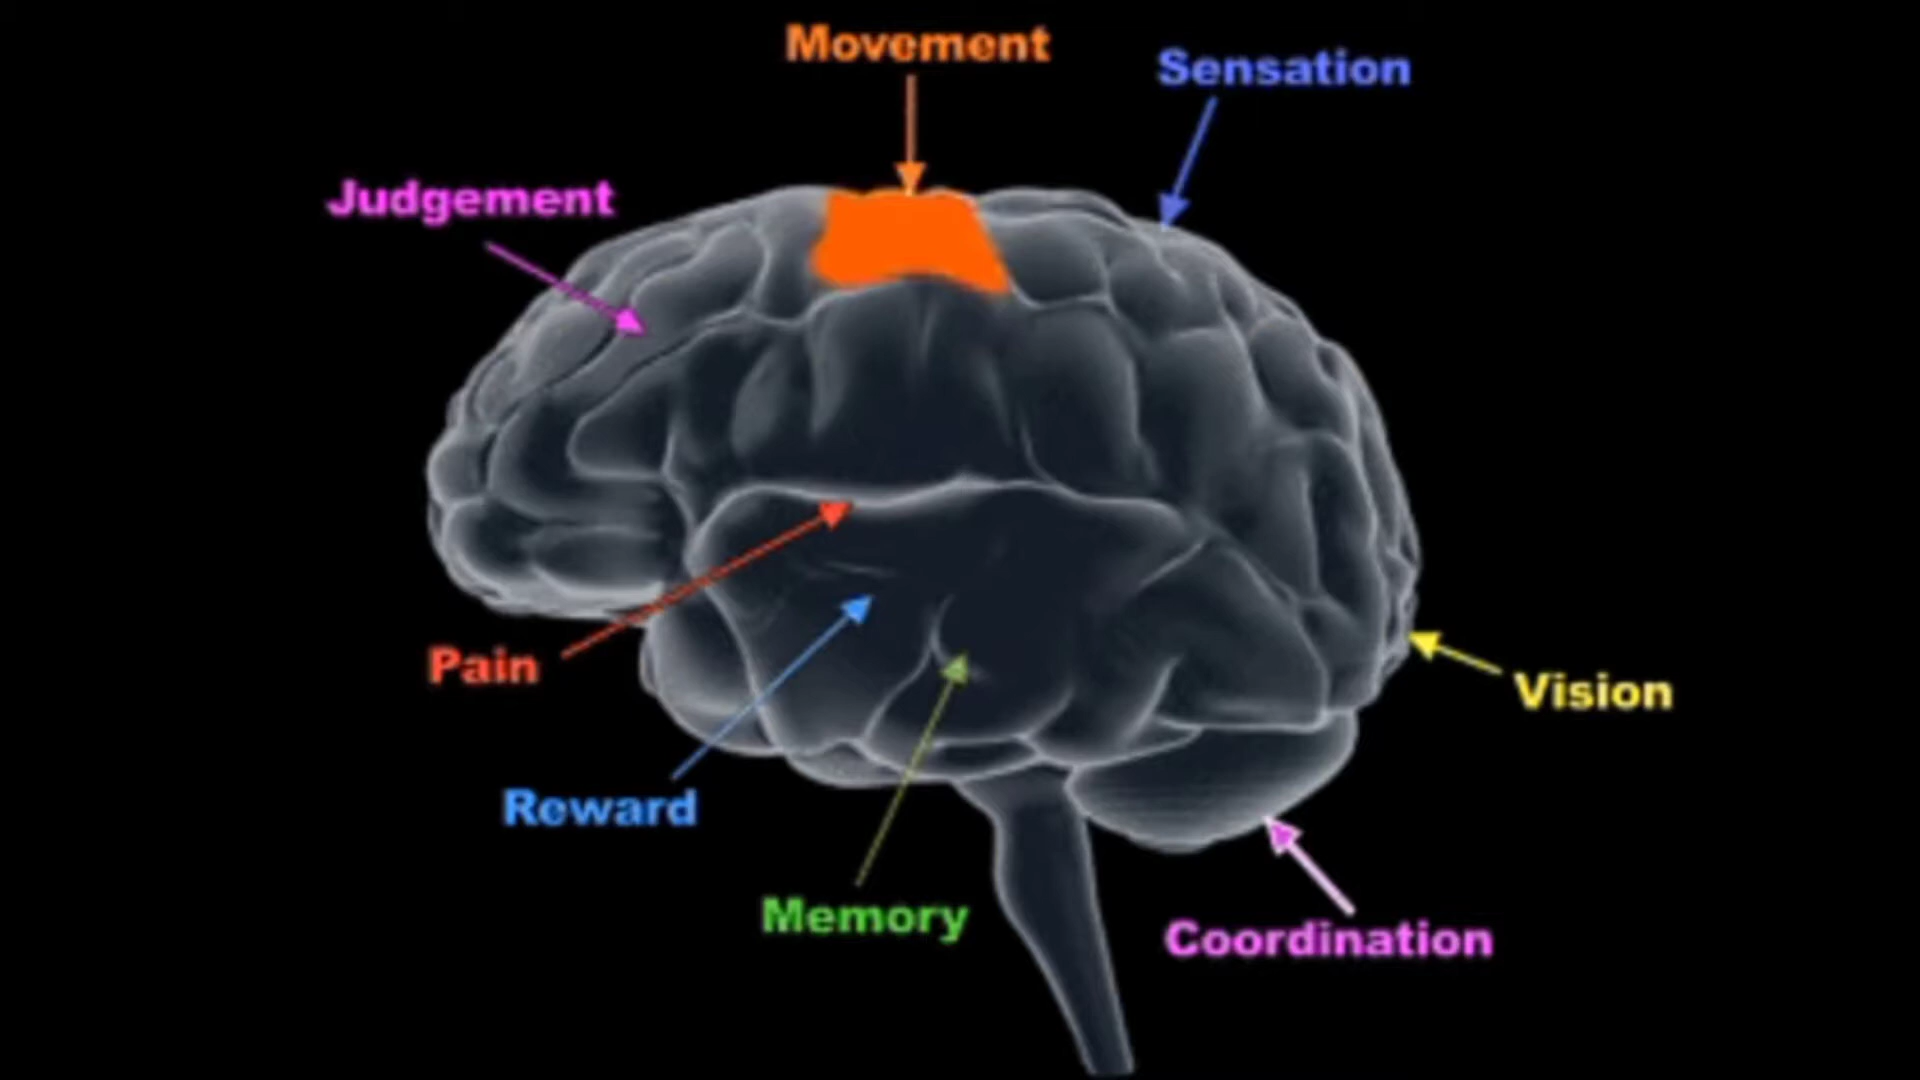 Movement
Sensation
Judgement
Pain
Vision
Reward
Memory
Coordination